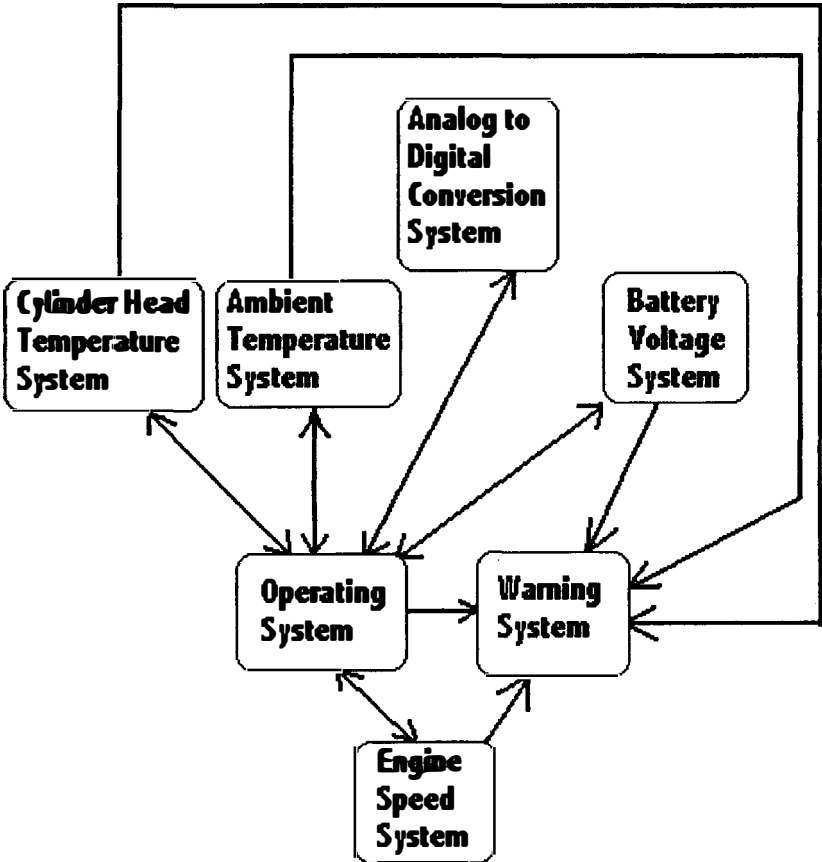 Analog to
Digital
Conversion
System
Cylinder Head
Temperature
System
Ambient
Temperature
System
Battery
Voltage
System
Operating
System
Warning
System
Engine
Speed
System